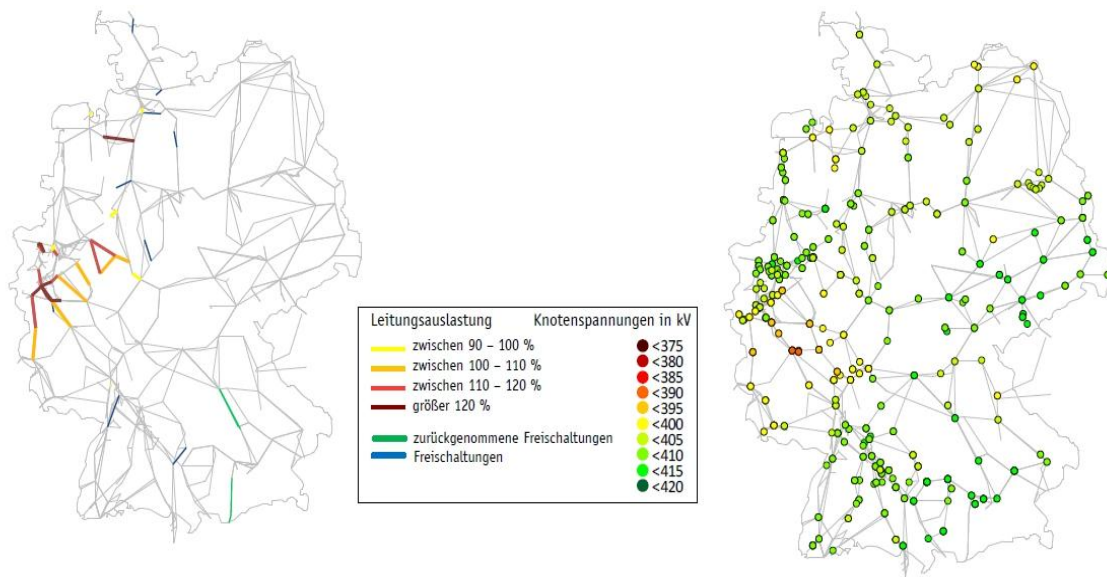 Leitungsauslastung Knotenspannungen in kV
zwischen 90 – 100 %
zwischen 100 – 110 %
zwischen 110 – 120 %
größer 120 %
zurückgenommene Freischaltungen
Freischaltungen
<375
<380
<385
<390
<395
<400
<405
<410
<415
<420